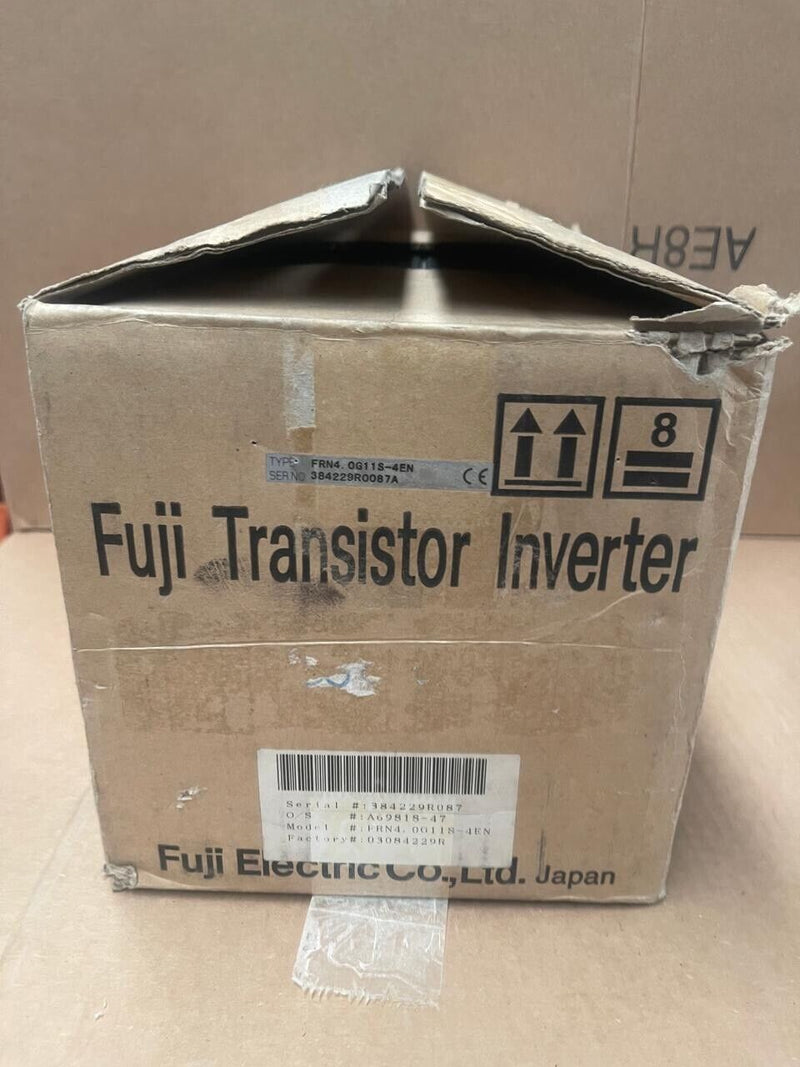 AE8H
8
TYPE FRN4.0G11S-4EN
SER.NO 384229R0087A
CE
Fuji Transistor Inverter
Serial #:384229R087
O/S #:A69818-47
Model #:FRN4.0G11S-4EN
Factory#:03084229R
Fuji Electric Co.,Ltd. Japan